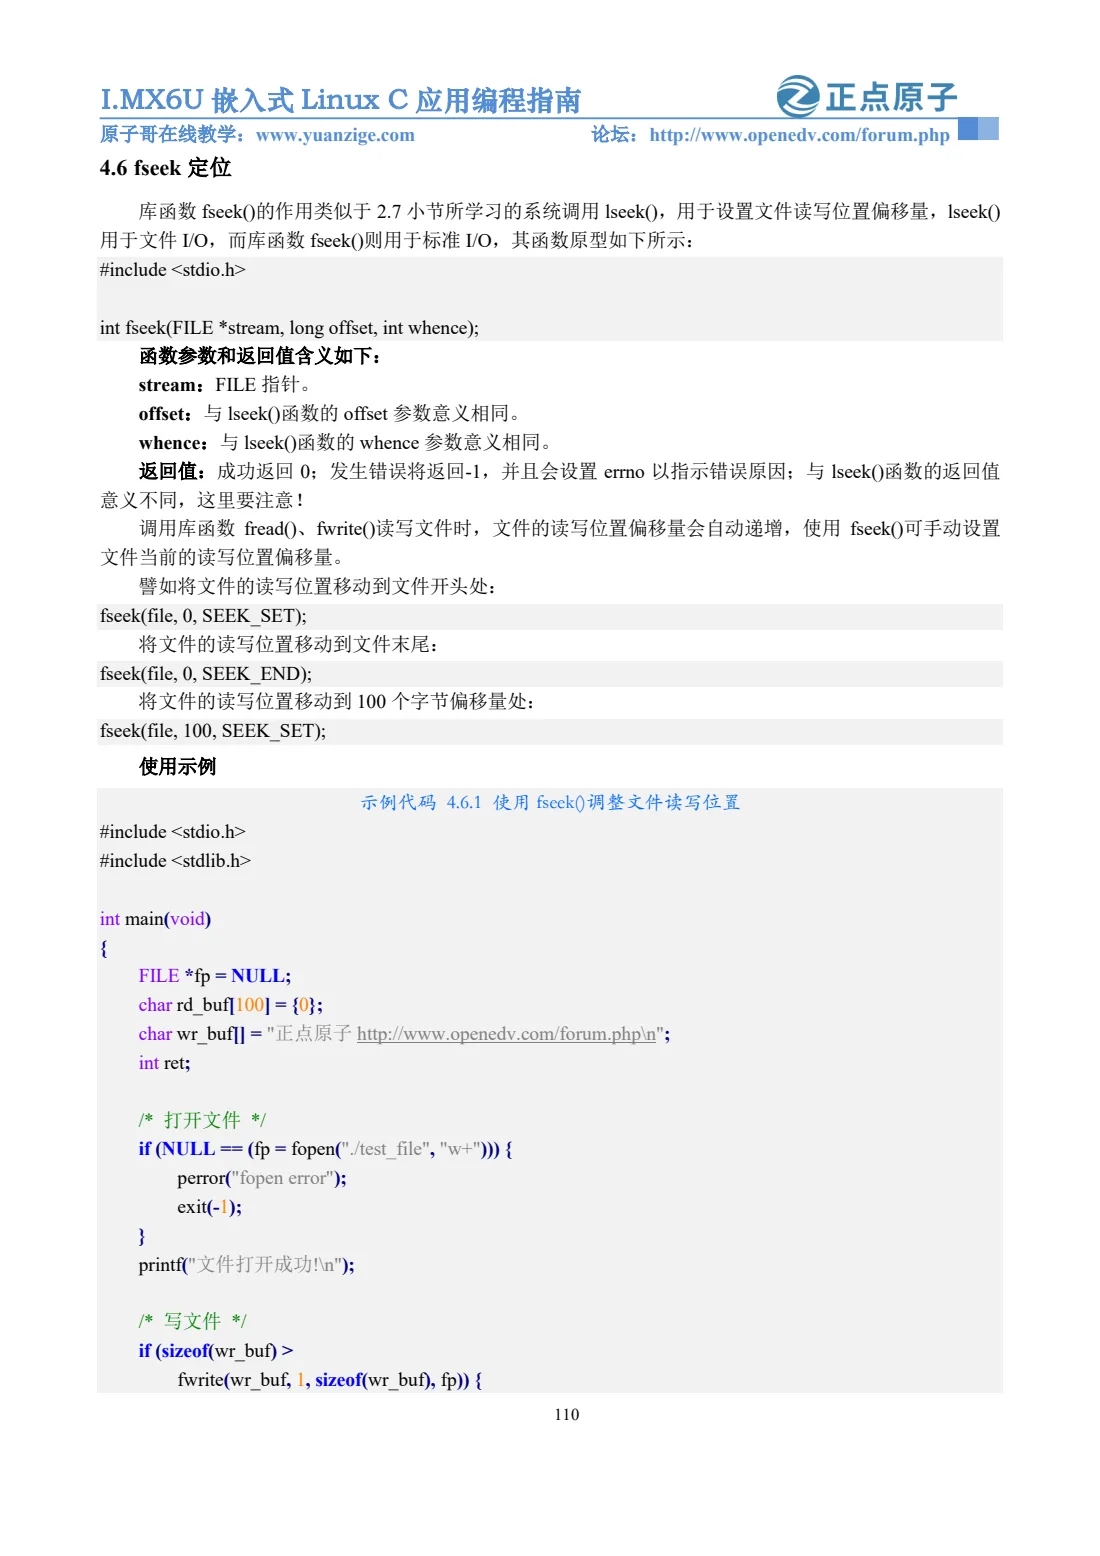 I.MX6U 嵌入式 Linux C 应用编程指南
正点原子
原子哥在线教学：www.yuanzige.com 论坛：http://www.openedv.com/forum.php
4.6 fseek 定位
库函数 fseek()的作用类似于 2.7 小节所学习的系统调用 lseek()，用于设置文件读写位置偏移量，lseek()
用于文件 I/O，而库函数 fseek()则用于标准 I/O，其函数原型如下所示：
#include <stdio.h>
int fseek(FILE *stream, long offset, int whence);
函数参数和返回值含义如下：
stream：FILE 指针。
offset：与 lseek()函数的 offset 参数意义相同。
whence：与 lseek()函数的 whence 参数意义相同。
返回值：成功返回 0；发生错误将返回-1，并且会设置 errno 以指示错误原因；与 lseek()函数的返回值
意义不同，这里要注意！
调用库函数 fread()、fwrite()读写文件时，文件的读写位置偏移量会自动递增，使用 fseek()可手动设置
文件当前的读写位置偏移量。
譬如将文件的读写位置移动到文件开头处：
fseek(file, 0, SEEK_SET);
将文件的读写位置移动到文件末尾：
fseek(file, 0, SEEK_END);
将文件的读写位置移动到 100 个字节偏移量处：
fseek(file, 100, SEEK_SET);
使用示例
示例代码 4.6.1 使用 fseek()调整文件读写位置
#include <stdio.h>
#include <stdlib.h>
int main(void)
{
FILE *fp = NULL;
char rd_buf[100] = {0};
char wr_buf[] = "正点原子 http://www.openedv.com/forum.php\n";
int ret;
/* 打开文件 */
if (NULL == (fp = fopen("./test_file", "w+"))) {
perror("fopen error");
exit(-1);
}
printf("文件打开成功!\n");
/* 写文件 */
if (sizeof(wr_buf) >
fwrite(wr_buf, 1, sizeof(wr_buf), fp)) {
110